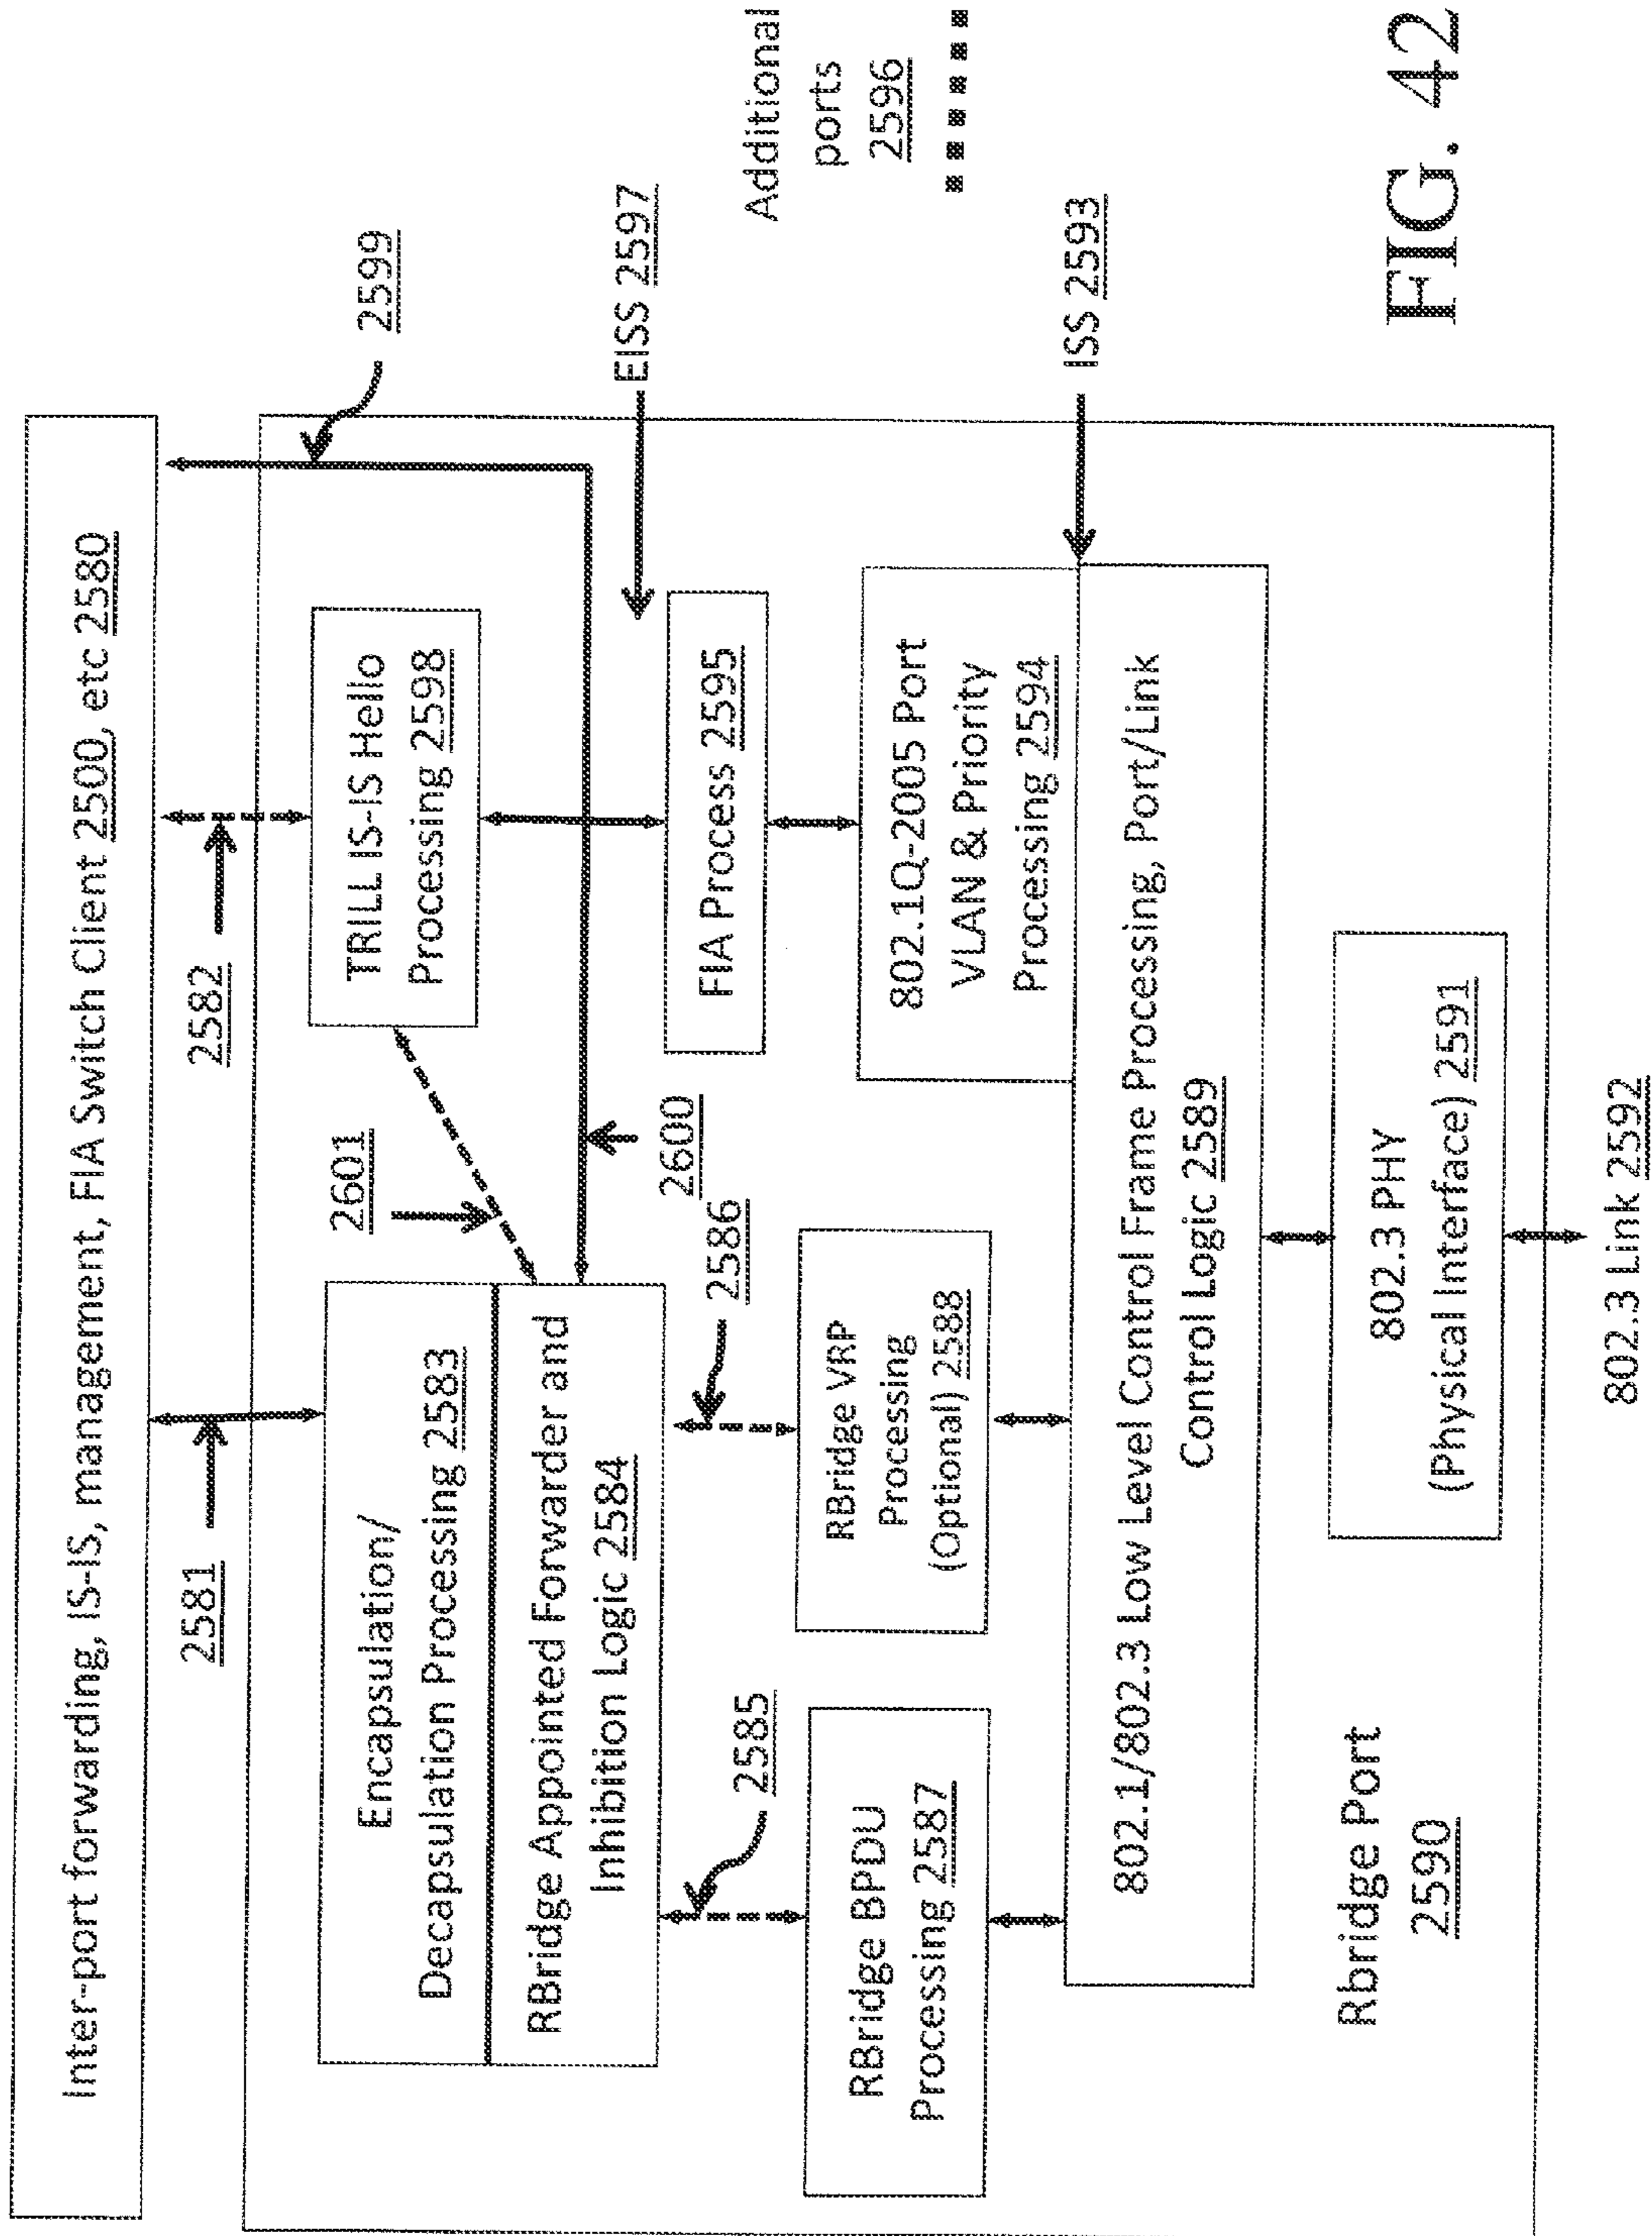 Inter-port forwarding, IS-IS, management, FIA Switch Client 2500, etc 2580
2581
2582
2599
Encapsulation/
Decapsulation Processing 2583
RBridge Appointed Forwarder and
Inhibition Logic 2584
2601
TRILL IS-IS Hello
Processing 2598
2600
EISS 2597
2585
2586
FIA Process 2595
Additional
ports
2596
RBridge BPDU
Processing 2587
RBridge VRP
Processing
(Optional) 2588
802.1Q-2005 Port
VLAN & Priority
Processing 2594
ISS 2593
802.1/802.3 Low Level Control Frame Processing, Port/Link
Control Logic 2589
Rbridge Port
2590
802.3 PHY
(Physical Interface) 2591
802.3 Link 2592
FIG. 42